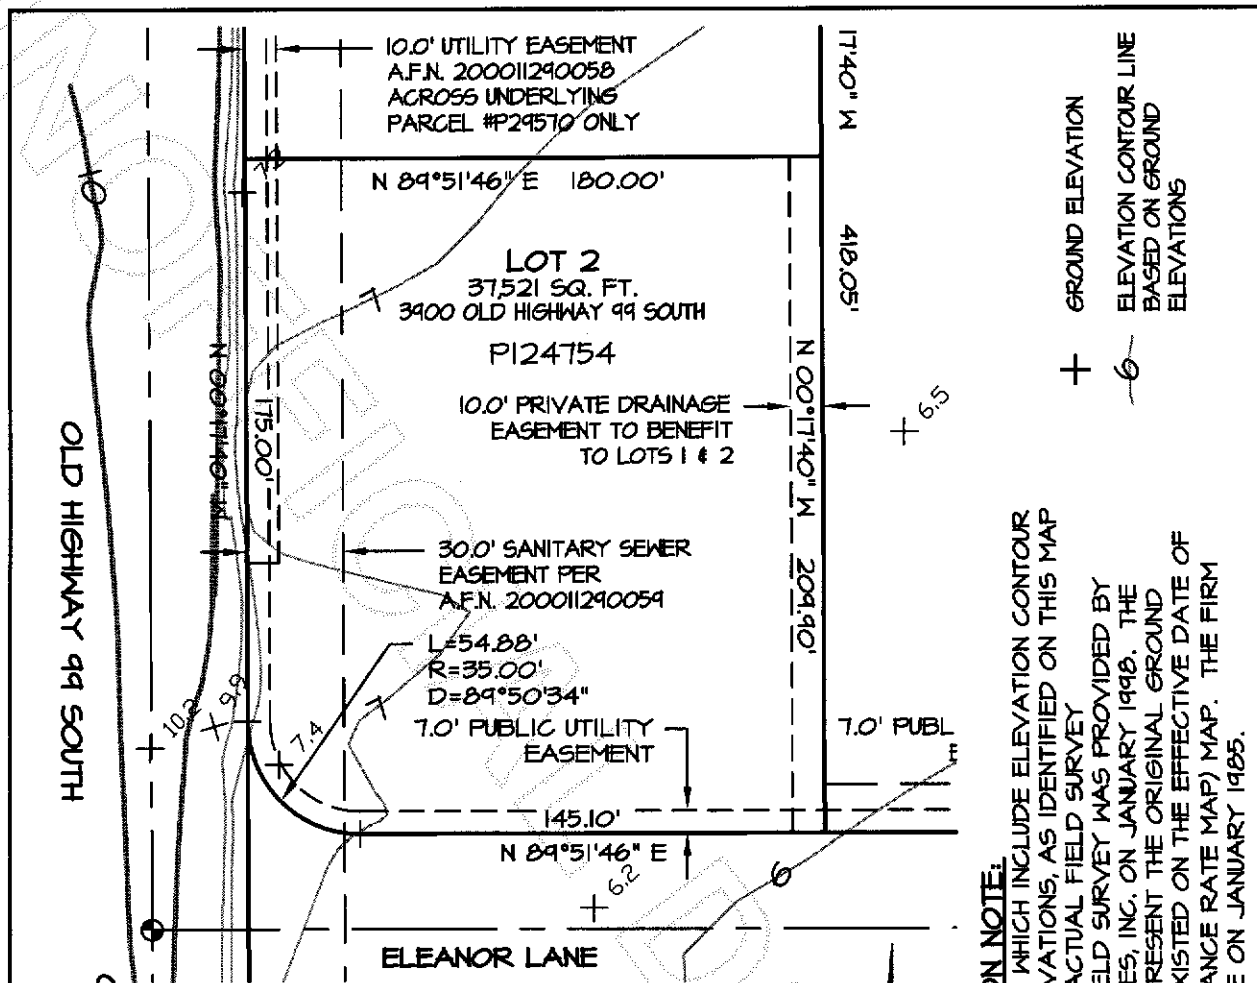 10.0' UTILITY EASEMENT
A.F.N. 200011290058
ACROSS UNDERLYING
PARCEL #P29570 ONLY
17'40" W
418.05'
7.2
N 89°51'46" E 180.00'
LOT 2
37,521 SQ. FT.
3900 OLD HIGHWAY 99 SOUTH
P124754
7
10
N 00°17'40" W
175.00'
10.0' PRIVATE DRAINAGE
EASEMENT TO BENEFIT
TO LOTS 1 & 2
N 00°17'40" W 209.90'
6.5
OLD HIGHWAY 99 SOUTH
30.0' SANITARY SEWER
EASEMENT PER
A.F.N. 200011290059
L=54.88'
R=35.00'
D=89°50'34"
7
10.2
9.9
7.4
7.0' PUBLIC UTILITY
EASEMENT
7.0' PUBL
E
145.10'
N 89°51'46" E
6.2
6
ELEANOR LANE
+ GROUND ELEVATION
6 ELEVATION CONTOUR LINE
BASED ON GROUND
ELEVATIONS
ON NOTE:
WHICH INCLUDE ELEVATION CONTOUR
VATIONS, AS IDENTIFIED ON THIS MAP
ACTUAL FIELD SURVEY
ELD SURVEY WAS PROVIDED BY
ES, INC. ON JANUARY 1998. THE
RESENT THE ORIGINAL GROUND
XISTED ON THE EFFECTIVE DATE OF
ANCE RATE MAP) MAP. THE FIRM
E ON JANUARY 1985.